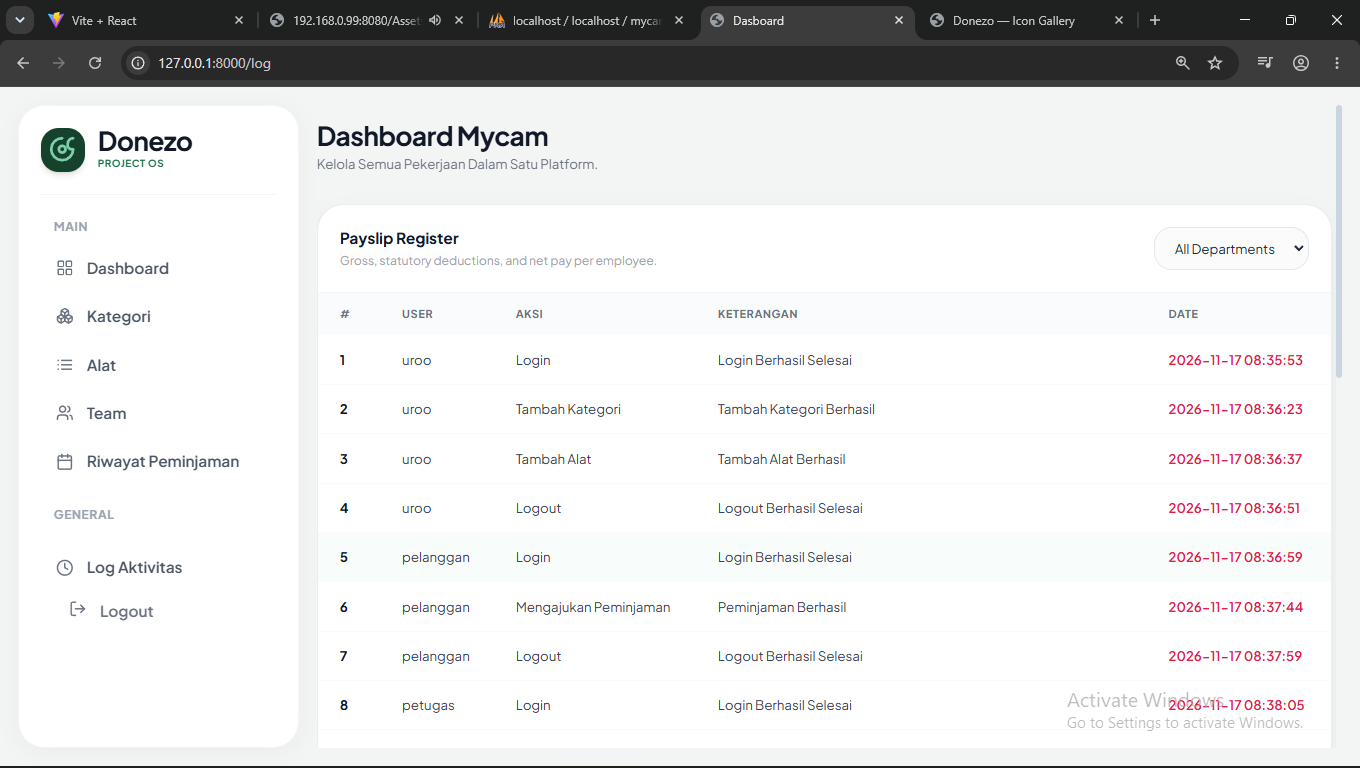 Vite + React
192.168.0.99:8080/Asset
localhost / localhost / mycar
Dasboard
Donezo — Icon Gallery
127.0.0.1:8000/log
Donezo
PROJECT OS
MAIN
Dashboard
Kategori
Alat
Team
Riwayat Peminjaman
GENERAL
Log Aktivitas
Logout
Dashboard Mycam
Kelola Semua Pekerjaan Dalam Satu Platform.
Payslip Register
Gross, statutory deductions, and net pay per employee.
All Departments
# USER AKSI KETERANGAN DATE
1 uroo Login Login Berhasil Selesai 2026-11-17 08:35:53
2 uroo Tambah Kategori Tambah Kategori Berhasil 2026-11-17 08:36:23
3 uroo Tambah Alat Tambah Alat Berhasil 2026-11-17 08:36:37
4 uroo Logout Logout Berhasil Selesai 2026-11-17 08:36:51
5 pelanggan Login Login Berhasil Selesai 2026-11-17 08:36:59
6 pelanggan Mengajukan Peminjaman Peminjaman Berhasil 2026-11-17 08:37:44
7 pelanggan Logout Logout Berhasil Selesai 2026-11-17 08:37:59
8 petugas Login Login Berhasil Selesai 2026-11-17 08:38:05
Activate Windows
Go to Settings to activate Windows.